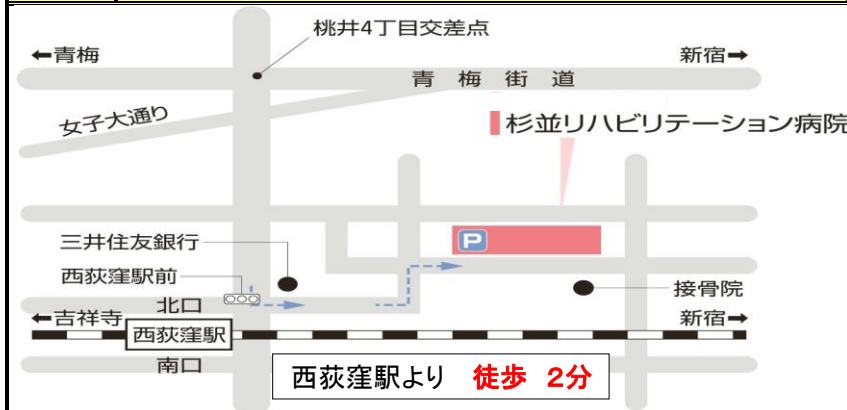 桃井4丁目交差点
←青梅
新宿→
青梅街道
女子大通り
杉並リハビリテーション病院
三井住友銀行
P
西荻窪駅前
北口
接骨院
←吉祥寺
新宿→
西荻窪駅
南口
西荻窪駅より 徒歩 2分